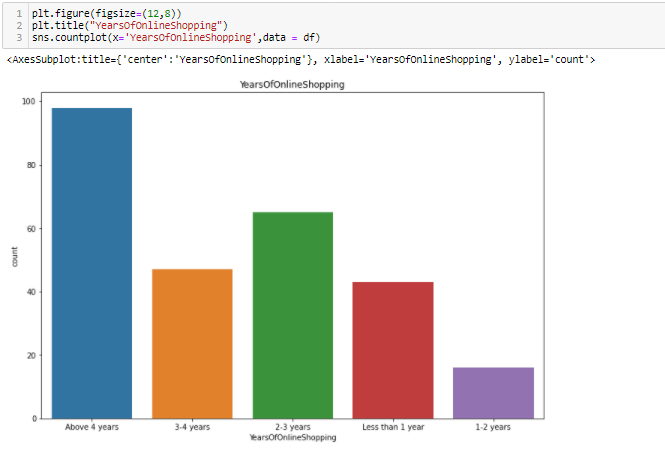 1 plt.figure(figsize=(12,8))
2 plt.title("YearsOfOnlineShopping")
3 sns.countplot(x='YearsOfOnlineShopping',data = df)
<AxesSubplot:title={'center':'YearsOfOnlineShopping'}, xlabel='YearsOfOnlineShopping', ylabel='count'>
YearsOfOnlineShopping
100
80
60
40
20
0
count
Above 4 years 3-4 years 2-3 years Less than 1 year 1-2 years
YearsOfOnlineShopping